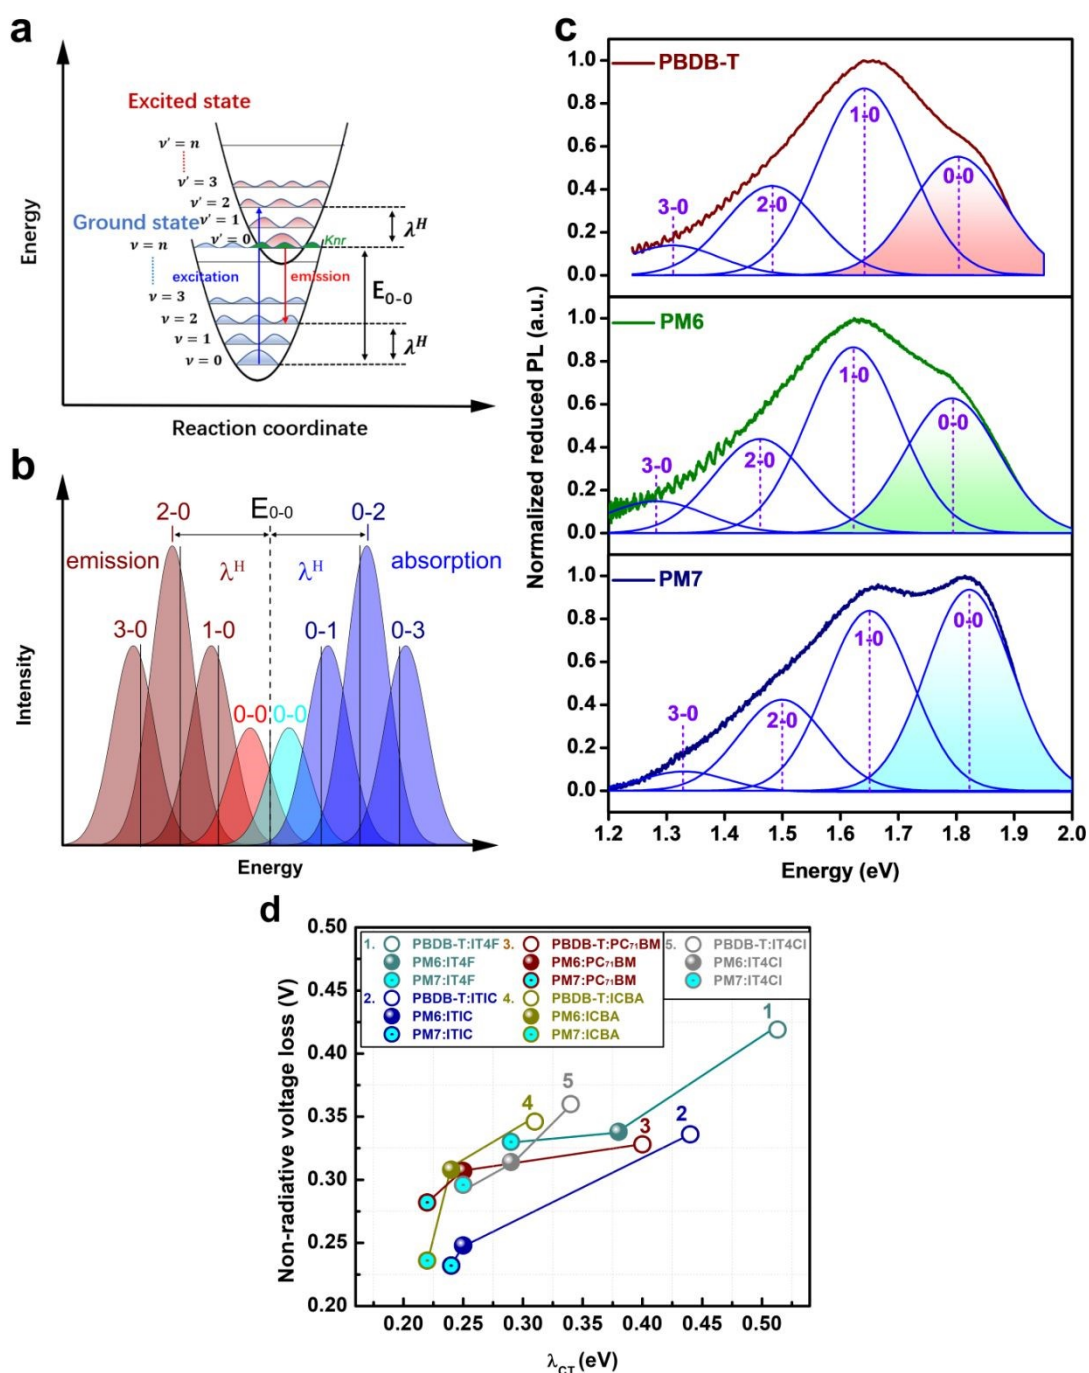 a
Energy
Excited state
ν' = n
ν' = 3
ν' = 2
ν' = 1
ν' = 0
Ground state
ν = n
ν = 3
ν = 2
ν = 1
ν = 0
Knr
excitation
emission
λᴴ
E₀₋₀
λᴴ
Reaction coordinate
b
Intensity
emission
2-0
E₀₋₀
0-2
absorption
λᴴ
λᴴ
3-0
1-0
0-1
0-3
0-0
0-0
Energy
c
Normalized reduced PL (a.u.)
PBDB-T
1.0
0.8
0.6
0.4
0.2
0.0
3-0
2-0
1-0
0-0
PM6
1.0
0.8
0.6
0.4
0.2
0.0
3-0
2-0
1-0
0-0
PM7
1.0
0.8
0.6
0.4
0.2
0.0
3-0
2-0
1-0
0-0
1.2 1.3 1.4 1.5 1.6 1.7 1.8 1.9 2.0
Energy (eV)
d
Non-radiative voltage loss (V)
0.50
0.45
0.40
0.35
0.30
0.25
0.20
1. PBDB-T:IT4F
PM6:IT4F
PM7:IT4F
2. PBDB-T:ITIC
PM6:ITIC
PM7:ITIC
3. PBDB-T:PC₇₁BM
PM6:PC₇₁BM
PM7:PC₇₁BM
4. PBDB-T:ICBA
PM6:ICBA
PM7:ICBA
5. PBDB-T:IT4Cl
PM6:IT4Cl
PM7:IT4Cl
1
5
4
2
3
0.20 0.25 0.30 0.35 0.40 0.45 0.50
λCT (eV)